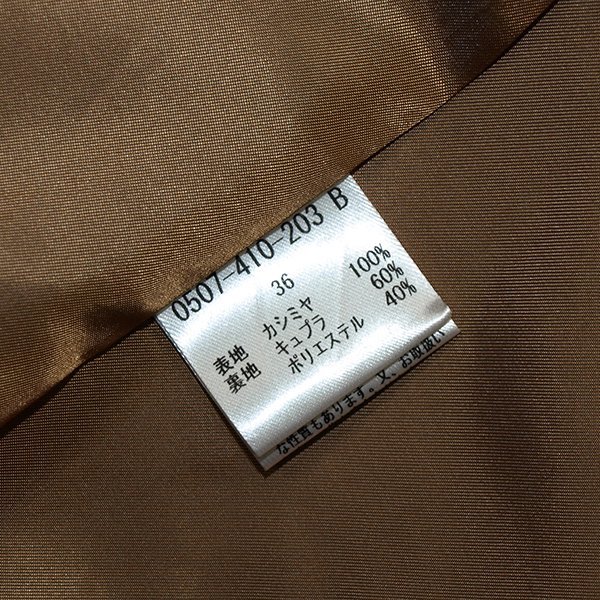 0507-410-203 B
36
表地 カシミヤ 100%
裏地 キュプラ 60%
ポリエステル 40%
な性質もあります。又、お取扱い